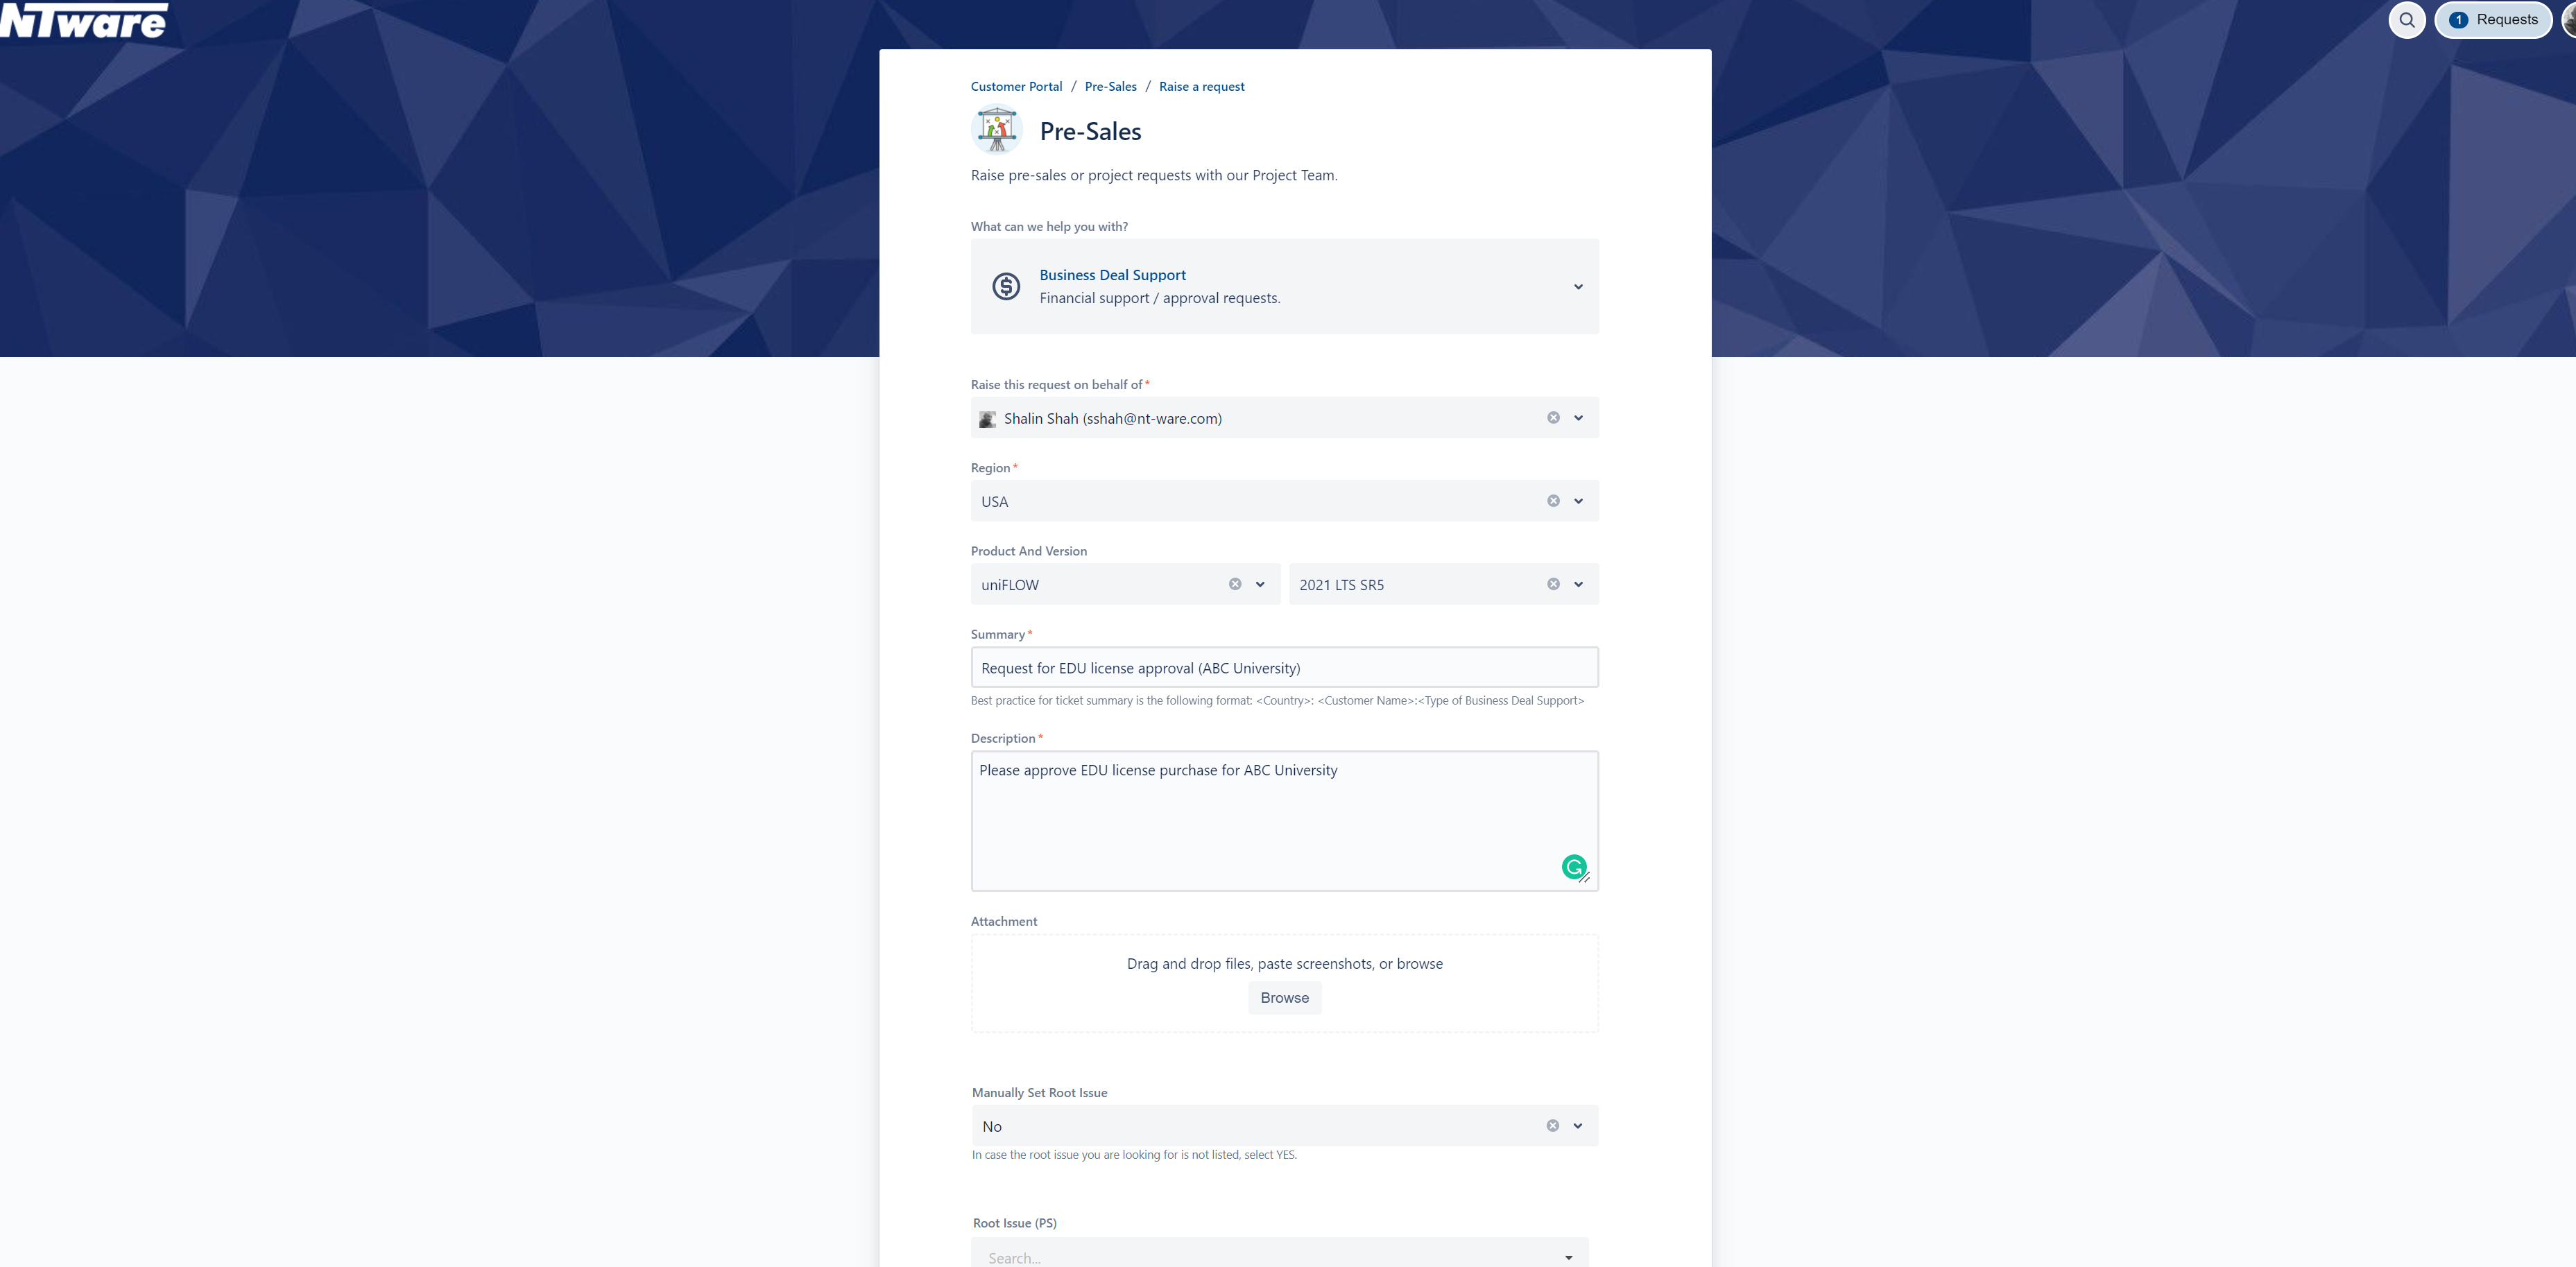 NTware
1 Requests
Customer Portal / Pre-Sales / Raise a request
Pre-Sales
Raise pre-sales or project requests with our Project Team.
What can we help you with?
Business Deal Support
Financial support / approval requests.
Raise this request on behalf of*
Shalin Shah (sshah@nt-ware.com)
Region*
USA
Product And Version
uniFLOW 2021 LTS SR5
Summary*
Request for EDU license approval (ABC University)
Best practice for ticket summary is the following format: <Country>: <Customer Name>:<Type of Business Deal Support>
Description*
Please approve EDU license purchase for ABC University
Attachment
Drag and drop files, paste screenshots, or browse
Browse
Manually Set Root Issue
No
In case the root issue you are looking for is not listed, select YES.
Root Issue (PS)
Search...